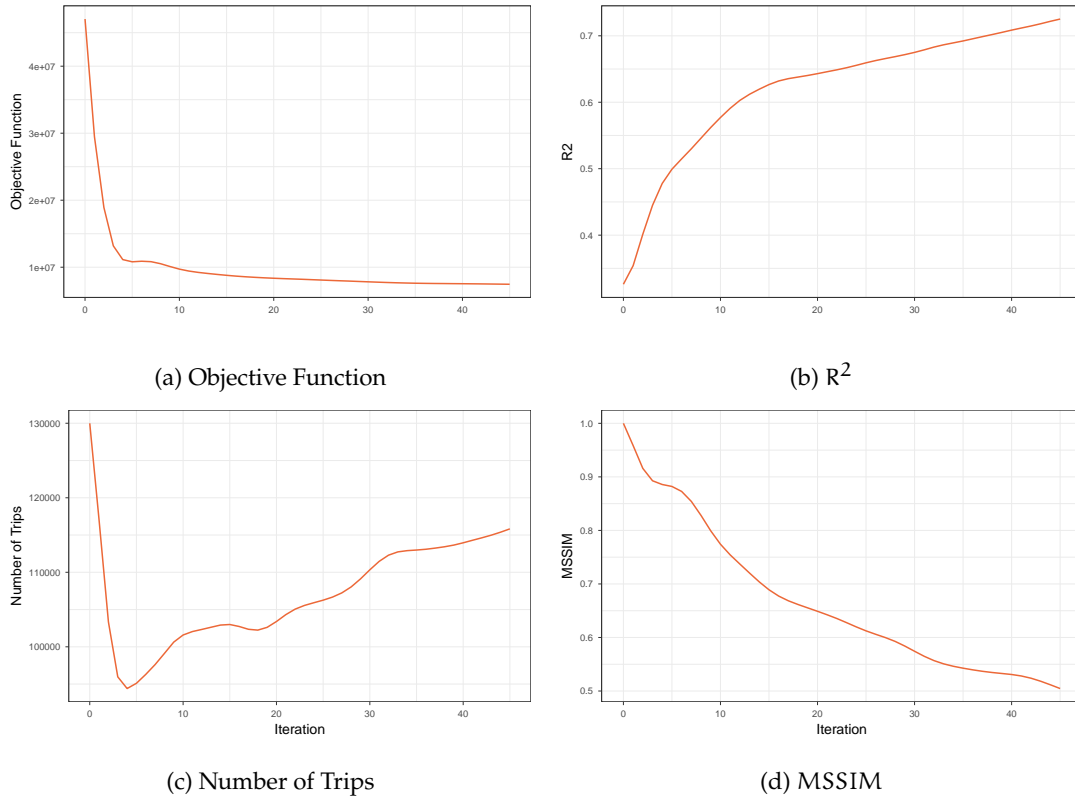 4e+07
3e+07
2e+07
1e+07
Objective Function
0
10
20
30
40
(a) Objective Function
0.7
0.6
0.5
0.4
R2
0
10
20
30
40
(b) R²
130000
120000
110000
100000
Number of Trips
0
10
20
30
40
Iteration
(c) Number of Trips
1.0
0.9
0.8
0.7
0.6
0.5
MSSIM
0
10
20
30
40
Iteration
(d) MSSIM